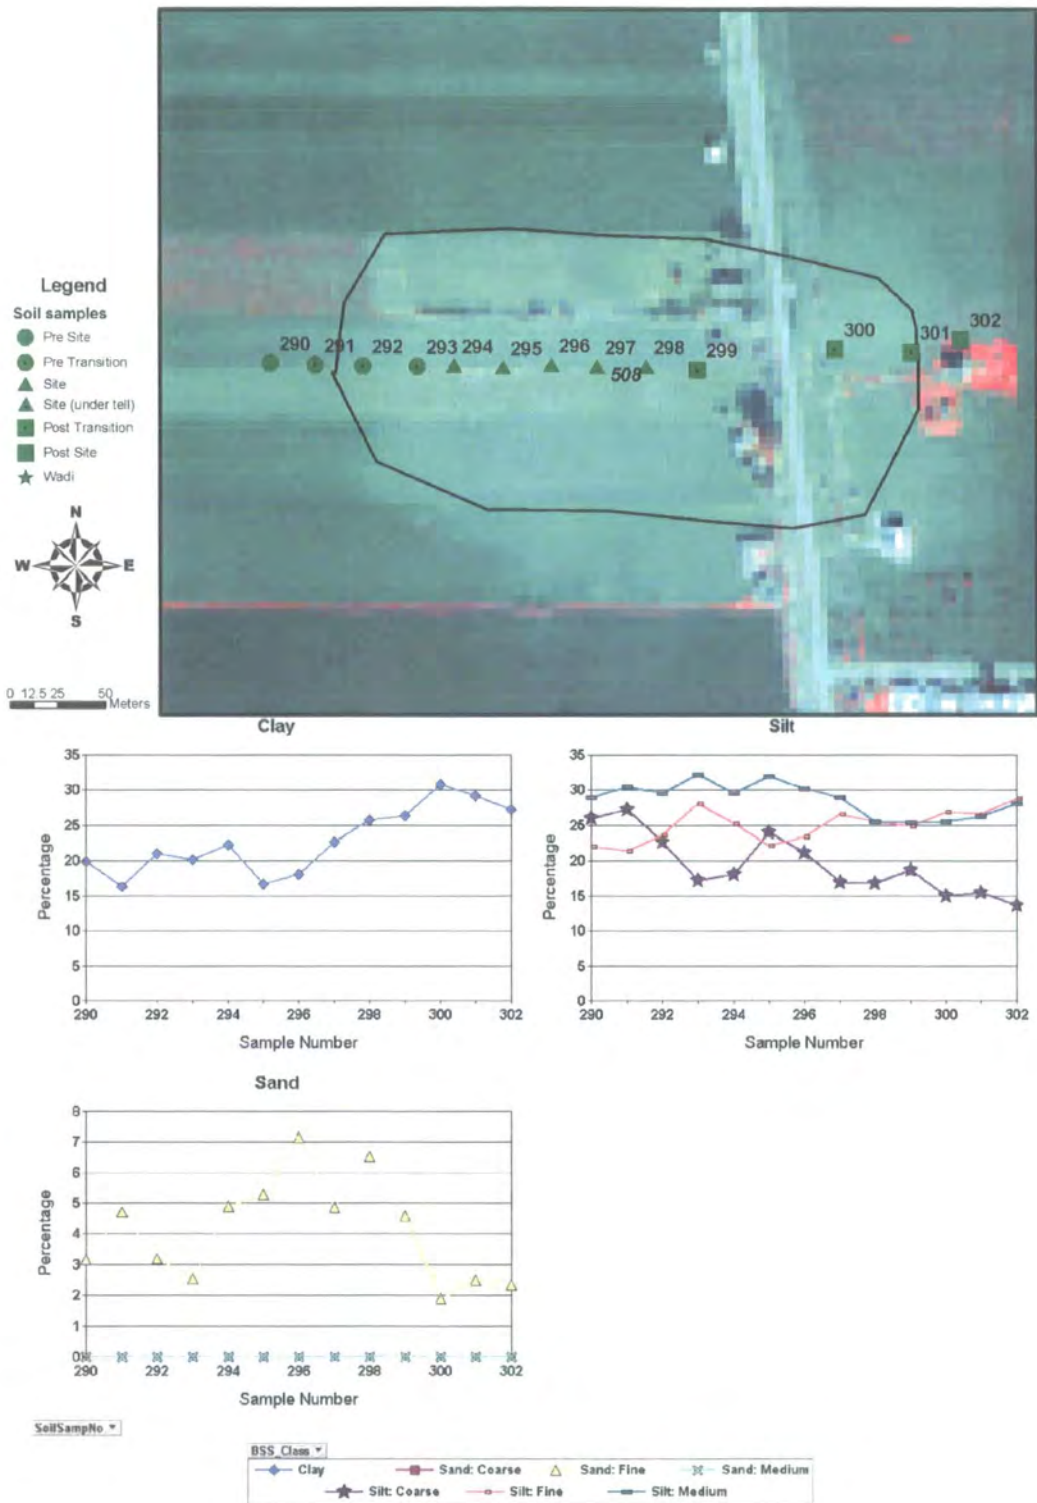 Legend
Soil samples
Pre Site
Pre Transition
Site
Site (under tell)
Post Transition
Post Site
Wadi
N
W E
S
0 12.5 25 50 Meters
290 291 292 293 294 295 296 297 298 299 300 301 302
508
Clay
35
30
25
20
15
10
5
0
Percentage
290 292 294 296 298 300 302
Sample Number
Silt
35
30
25
20
15
10
5
0
Percentage
290 292 294 296 298 300 302
Sample Number
Sand
8
7
6
5
4
3
2
1
0
Percentage
290 292 294 296 298 300 302
Sample Number
SoilSampNo
BSS_Class
Clay Sand: Coarse Sand: Fine Sand: Medium
Silt: Coarse Silt: Fine Silt: Medium